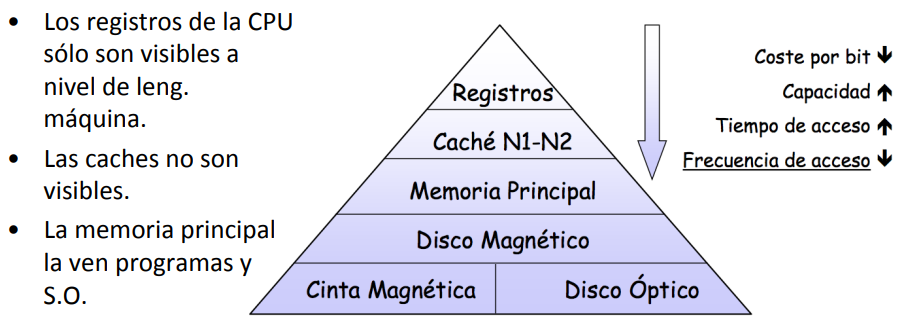 • Los registros de la CPU
sólo son visibles a
nivel de leng.
máquina.
• Las caches no son
visibles.
• La memoria principal
la ven programas y
S.O.
Registros
Caché N1-N2
Memoria Principal
Disco Magnético
Cinta Magnética
Disco Óptico
Coste por bit ↓
Capacidad ↑
Tiempo de acceso ↑
Frecuencia de acceso ↓